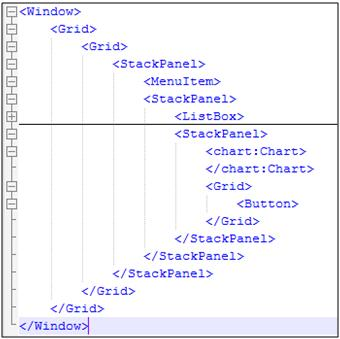 <Window>
<Grid>
<Grid>
<StackPanel>
<MenuItem>
<StackPanel>
<ListBox>
<StackPanel>
<chart:Chart>
</chart:Chart>
<Grid>
<Button>
</Grid>
</StackPanel>
</StackPanel>
</StackPanel>
</Grid>
</Grid>
</Window>